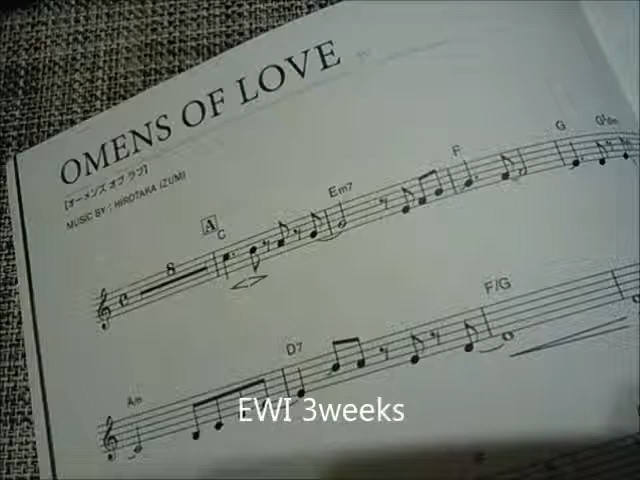 OMENS OF LOVE
[オーメンズ オブ ラブ]
MUSIC BY : HIROTAKA IZUMI
A
8
C
Em7
F
G
Am
D7
F/G
EWI 3weeks